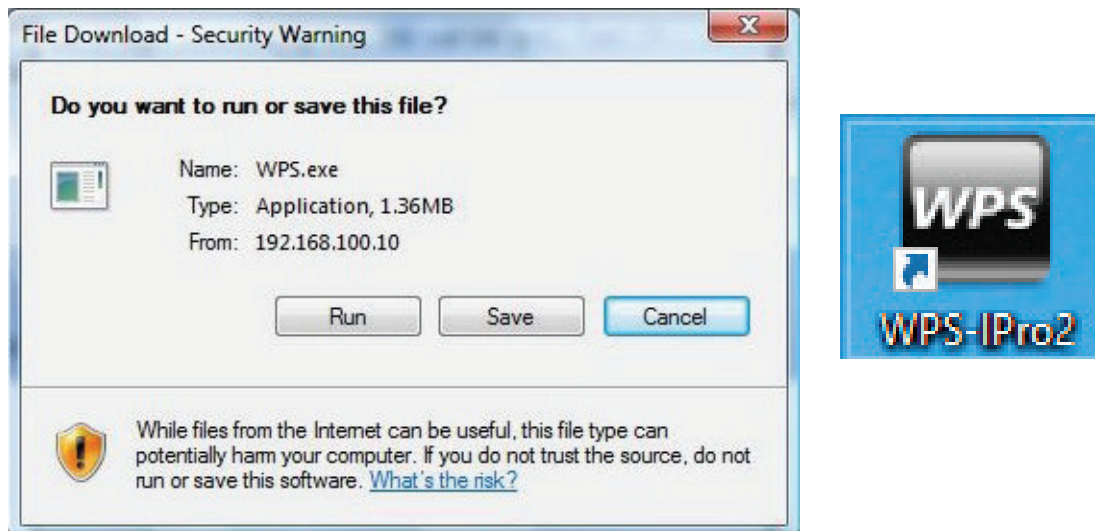 File Download - Security Warning
Do you want to run or save this file?
Name: WPS.exe
Type: Application, 1.36MB
From: 192.168.100.10
Run Save Cancel
While files from the Internet can be useful, this file type can
potentially harm your computer. If you do not trust the source, do not
run or save this software. What's the risk?
WPS
WPS-IPro2